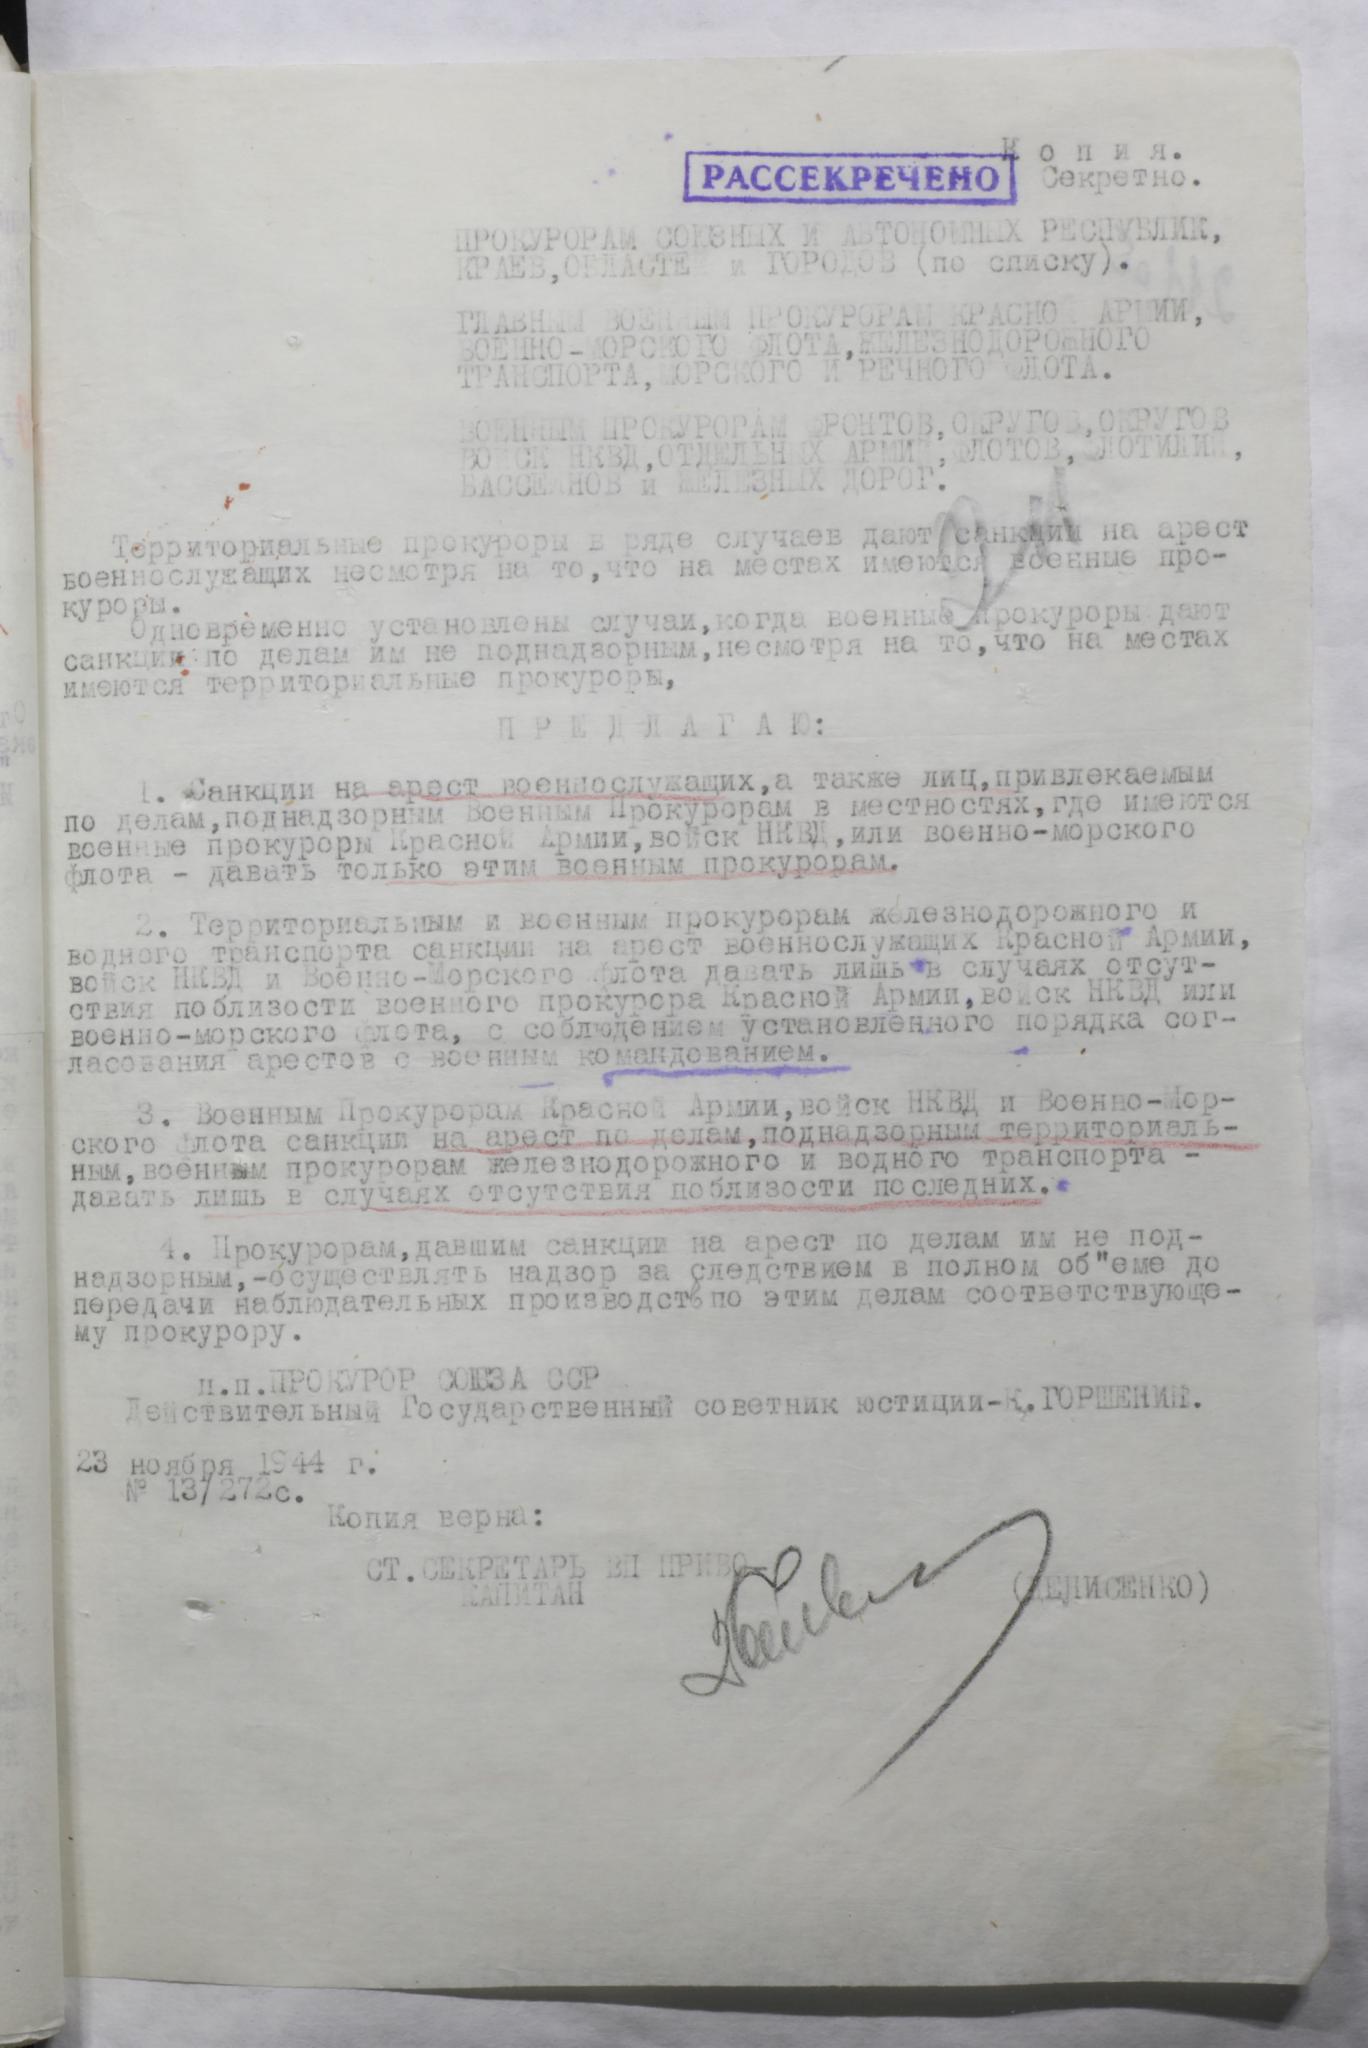 К о п и я.
РАССЕКРЕЧЕНО
Секретно.
ПРОКУРОРАМ СОЮЗНЫХ И АВТОНОМНЫХ РЕСПУБЛИК,
КРАЕВ,ОБЛАСТЕЙ и ГОРОДОВ (по списку).
ГЛАВНЫМ ВОЕННЫМ ПРОКУРОРАМ КРАСНОЙ АРМИИ,
ВОЕННО-МОРСКОГО ФЛОТА,ЖЕЛЕЗНОДОРОЖНОГО
ТРАНСПОРТА,МОРСКОГО И РЕЧНОГО ФЛОТА.
ВОЕННЫМ ПРОКУРОРАМ ФРОНТОВ,ОКРУГОВ,ОКРУГОВ
ВОЙСК НКВД,ОТДЕЛЬНЫХ АРМИЙ,ФЛОТОВ,ФЛОТИЛИЙ,
БАССЕЙНОВ и ЖЕЛЕЗНЫХ ДОРОГ.
Территориальные прокуроры в ряде случаев дают санкции на арест
военнослужащих несмотря на то,что на местах имеются военные про-
куроры.
Одновременно установлены случаи,когда военные прокуроры дают
санкции по делам им не поднадзорным,несмотря на то,что на местах
имеются территориальные прокуроры,
П Р Е Д Л А Г А Ю:
1. Санкции на арест военнослужащих,а также лиц,привлекаемым
по делам,поднадзорным Военным Прокурорам в местностях,где имеются
военные прокуроры Красной Армии,войск НКВД,или военно-морского
флота - давать только этим военным прокурорам.
2. Территориальным и военным прокурорам железнодорожного и
водного транспорта санкции на арест военнослужащих Красной Армии,
войск НКВД и Военно-Морского флота давать лишь в случаях отсут-
ствия поблизости военного прокурора Красной Армии,войск НКВД или
военно-морского флота, с соблюдением установленного порядка сог-
ласования арестов с военным командованием.
3. Военным Прокурорам Красной Армии,войск НКВД и Военно-Мор-
ского флота санкции на арест по делам,поднадзорным территориаль-
ным,военным прокурорам железнодорожного и водного транспорта -
давать лишь в случаях отсутствия поблизости последних.
4. Прокурорам,давшим санкции на арест по делам им не под-
надзорным,-осуществлять надзор за следствием в полном об"еме до
передачи наблюдательных производств по этим делам соответствующе-
му прокурору.
п.п.ПРОКУРОР СОЮЗА ССР
Действительный Государственный советник юстиции-К.ГОРШЕНИН.
23 ноября 1944 г.
№ 13/272с.
Копия верна:
СТ.СЕКРЕТАРЬ ВП ПРИВО
КАПИТАН
(ДЕНИСЕНКО)